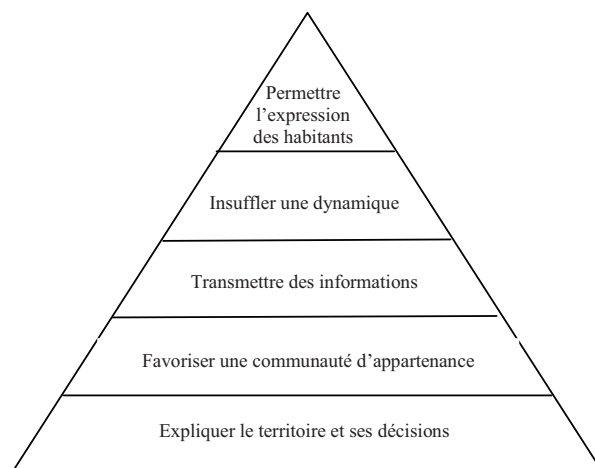 Permettre
l’expression
des habitants
Insuffler une dynamique
Transmettre des informations
Favoriser une communauté d’appartenance
Expliquer le territoire et ses décisions